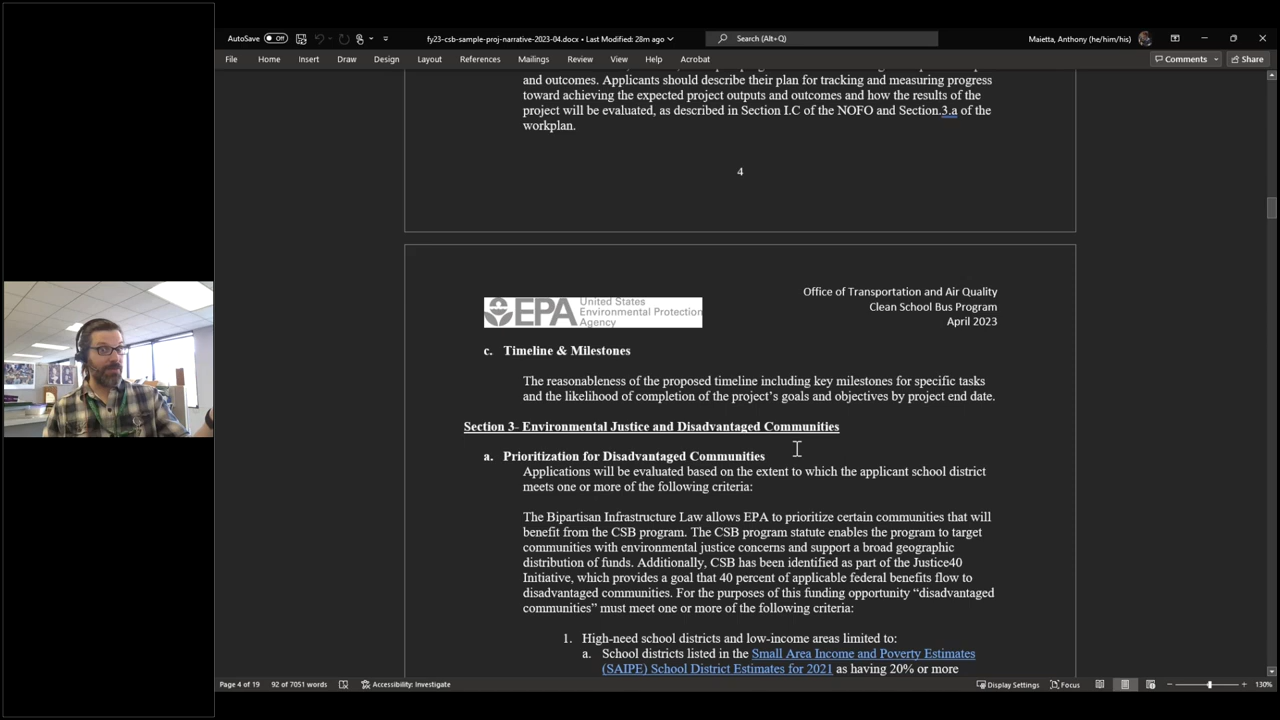 AutoSave Off
fy23-csb-sample-proj-narrative-2023-04.docx • Last Modified: 28m ago
Search (Alt+Q)
Maietta, Anthony (he/him/his)
File Home Insert Draw Design Layout References Mailings Review View Help Acrobat
Comments Share
and outcomes. Applicants should describe their plan for tracking and measuring progress
toward achieving the expected project outputs and outcomes and how the results of the
project will be evaluated, as described in Section I.C of the NOFO and Section.3.a of the
workplan.
4
EPA United States
Environmental Protection
Agency
Office of Transportation and Air Quality
Clean School Bus Program
April 2023
c. Timeline & Milestones
The reasonableness of the proposed timeline including key milestones for specific tasks
and the likelihood of completion of the project's goals and objectives by project end date.
Section 3- Environmental Justice and Disadvantaged Communities
a. Prioritization for Disadvantaged Communities
Applications will be evaluated based on the extent to which the applicant school district
meets one or more of the following criteria:
The Bipartisan Infrastructure Law allows EPA to prioritize certain communities that will
benefit from the CSB program. The CSB program statute enables the program to target
communities with environmental justice concerns and support a broad geographic
distribution of funds. Additionally, CSB has been identified as part of the Justice40
Initiative, which provides a goal that 40 percent of applicable federal benefits flow to
disadvantaged communities. For the purposes of this funding opportunity “disadvantaged
communities” must meet one or more of the following criteria:
1. High-need school districts and low-income areas limited to:
a. School districts listed in the Small Area Income and Poverty Estimates
(SAIPE) School District Estimates for 2021 as having 20% or more
Page 4 of 19 92 of 7051 words Accessibility: Investigate
Display Settings Focus 130%